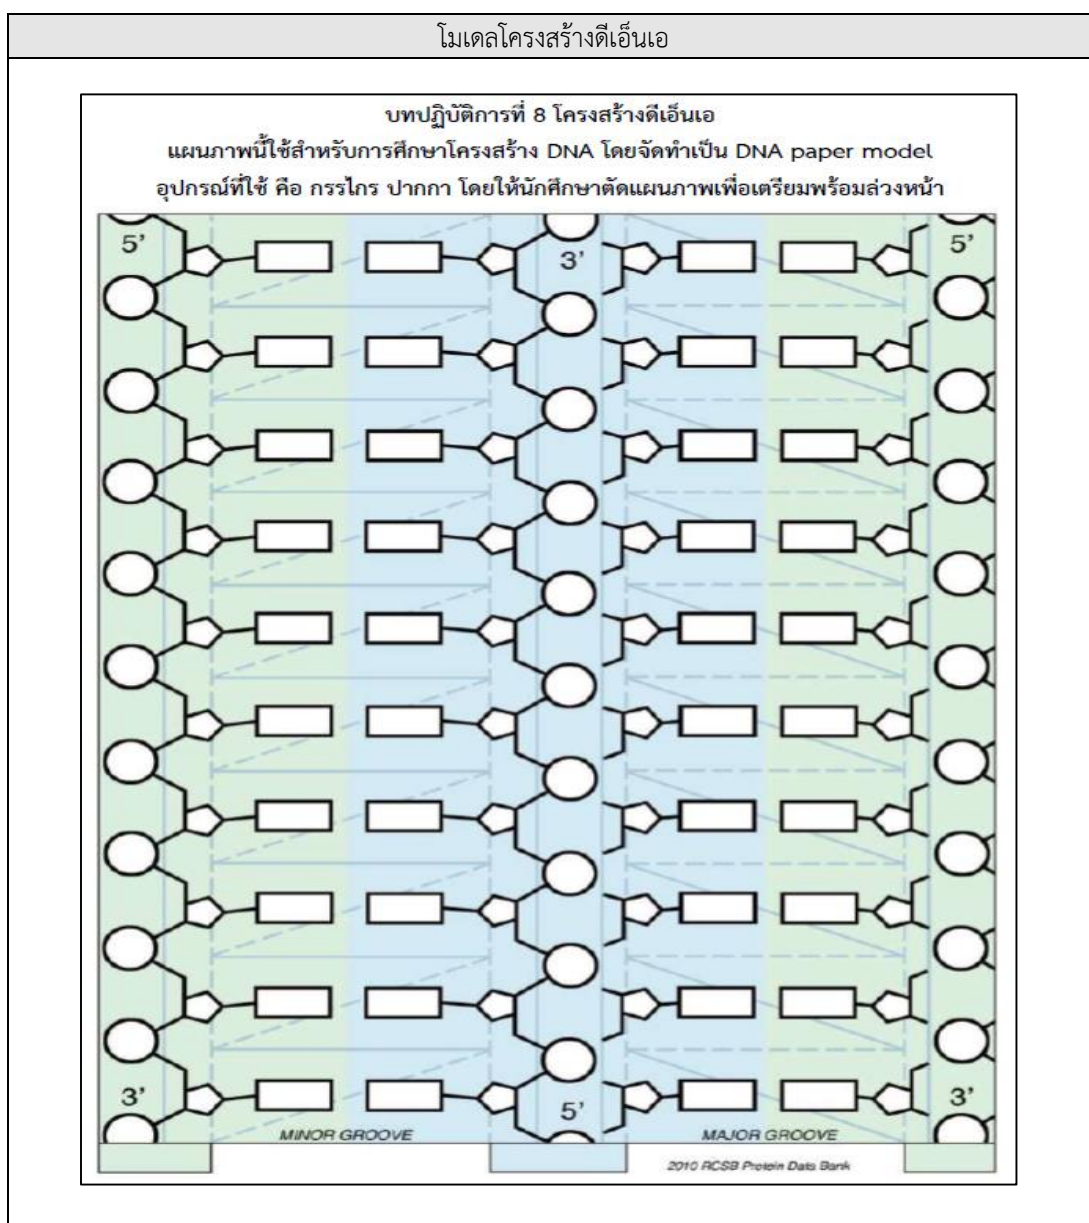 โมเดลโครงสร้างดีเอ็นเอ
บทปฏิบัติการที่ 8 โครงสร้างดีเอ็นเอ
แผนภาพนี้ใช้สำหรับการศึกษาโครงสร้าง DNA โดยจัดทำเป็น DNA paper model
อุปกรณ์ที่ใช้ คือ กรรไกร ปากกา โดยให้นักศึกษาตัดแผนภาพเพื่อเตรียมพร้อมล่วงหน้า
5' 3' 5'
3' 5' 3'
MINOR GROOVE MAJOR GROOVE
2010 RCSB Protein Data Bank